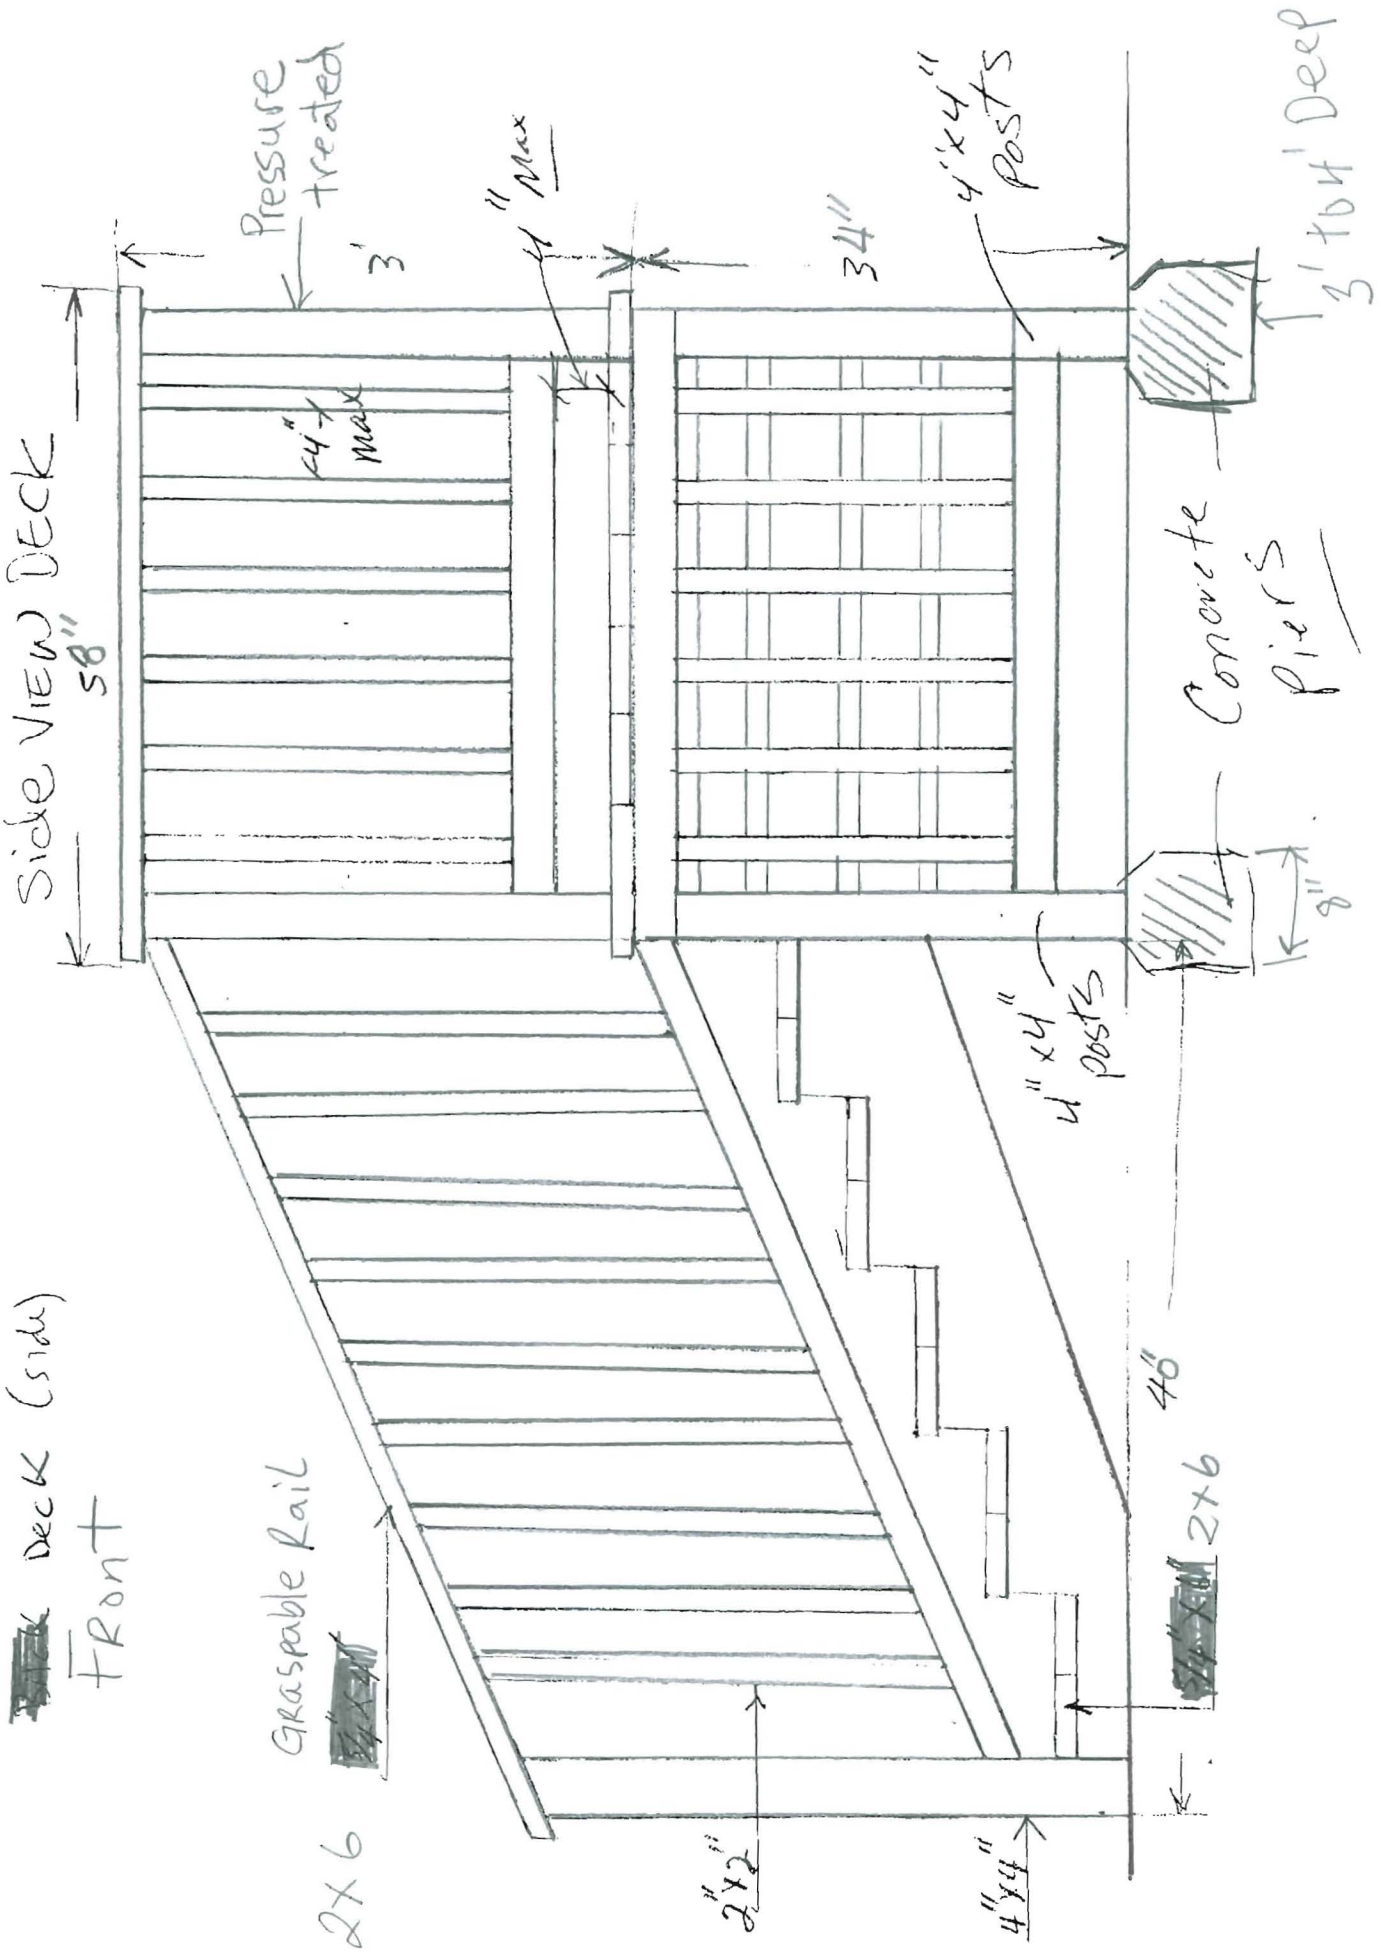 Deck (side)
FRONT
Side VIEW DECK
58"
Pressure
treated
3'
4" Max
<4">
Max
34"
4"x4"
Posts
Graspable Rail
2x6
2"x2"
4"x4"
4"x4"
posts
40"
2x6
Concrete
Piers
8"
3' to 4' Deep